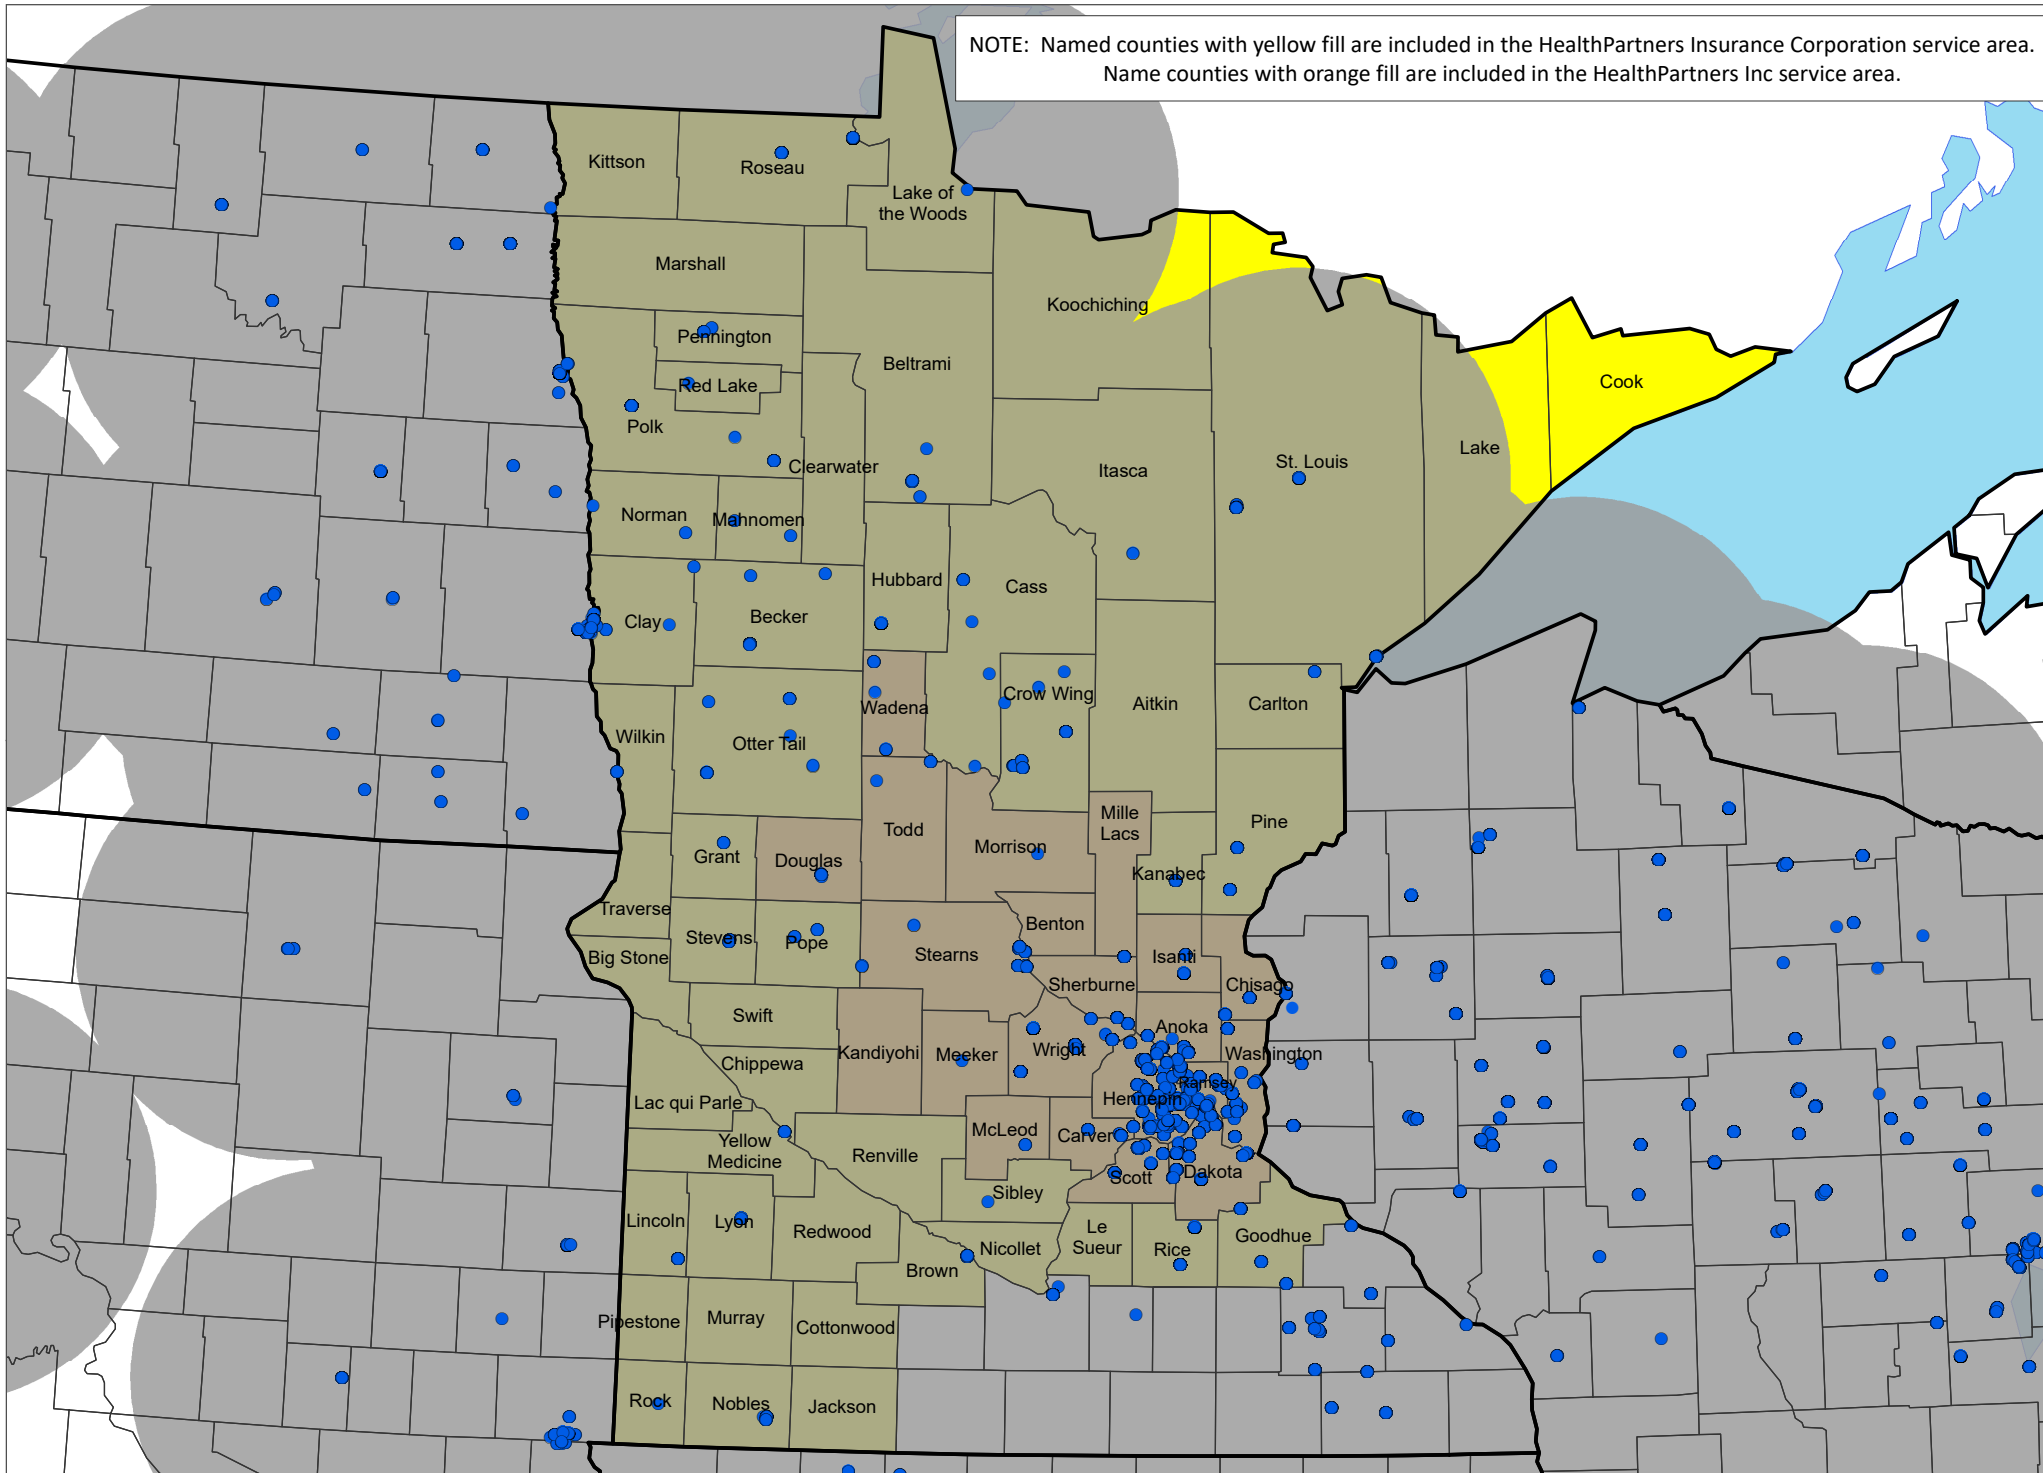 NOTE:  Named counties with yellow fill are included in the HealthPartners Insurance Corporation service area.
Name counties with orange fill are included in the HealthPartners Inc service area.
Kittson
Roseau
Lake of
the Woods
Marshall
Koochiching
Pennington
Beltrami
Red Lake
Cook
Polk
Clearwater
Itasca
St. Louis
Lake
Norman
Mahnomen
Hubbard
Cass
Clay
Becker
Crow Wing
Wadena
Aitkin
Carlton
Wilkin
Otter Tail
Mille
Lacs
Pine
Todd
Morrison
Grant
Douglas
Kanabec
Traverse
Benton
Stevens
Pope
Stearns
Isanti
Big Stone
Sherburne
Chisago
Swift
Anoka
Kandiyohi
Meeker
Wright
Washington
Chippewa
Ramsey
Hennepin
Lac qui Parle
McLeod
Carver
Yellow
Medicine
Renville
Scott
Dakota
Sibley
Lincoln
Lyon
Redwood
Le
Sueur
Rice
Goodhue
Nicollet
Brown
Pipestone
Murray
Cottonwood
Rock
Nobles
Jackson